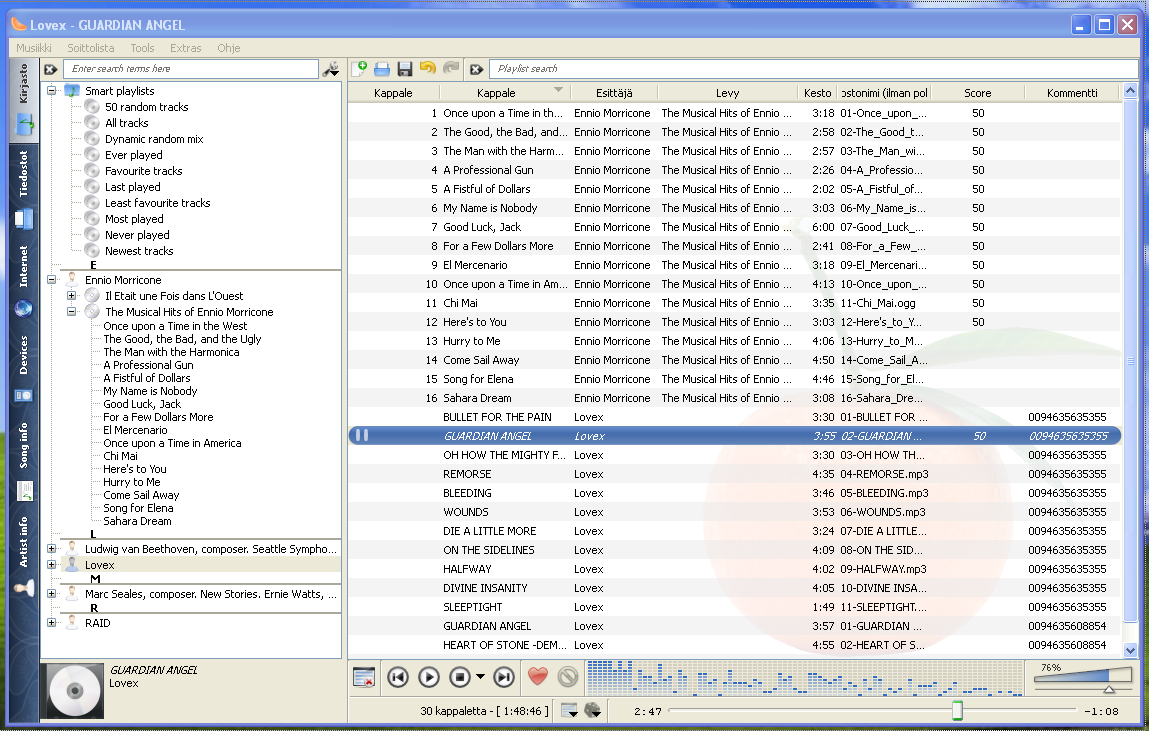 Lovex - GUARDIAN ANGEL
Musiikki Soittolista Tools Extras Ohje
Kirjasto
Tiedostot
Internet
Devices
Song info
Artist info
Enter search terms here
Smart playlists
50 random tracks
All tracks
Dynamic random mix
Ever played
Favourite tracks
Last played
Least favourite tracks
Most played
Never played
Newest tracks
E
Ennio Morricone
Il Etait une Fois dans L'Ouest
The Musical Hits of Ennio Morricone
Once upon a Time in the West
The Good, the Bad, and the Ugly
The Man with the Harmonica
A Professional Gun
A Fistful of Dollars
My Name is Nobody
Good Luck, Jack
For a Few Dollars More
El Mercenario
Once upon a Time in America
Chi Mai
Here's to You
Hurry to Me
Come Sail Away
Song for Elena
Sahara Dream
L
Ludwig van Beethoven, composer. Seattle Sympho...
Lovex
M
Marc Seales, composer. New Stories. Ernie Watts, ...
R
RAID
GUARDIAN ANGEL
Lovex
Playlist search
Kappale Kappale Esittäjä Levy Kesto ostonimi (ilman pol Score Kommentti
1 Once upon a Time in th... Ennio Morricone The Musical Hits of Ennio ... 3:18 01-Once_upon_... 50
2 The Good, the Bad, and... Ennio Morricone The Musical Hits of Ennio ... 2:58 02-The_Good_t... 50
3 The Man with the Harm... Ennio Morricone The Musical Hits of Ennio ... 2:57 03-The_Man_wi... 50
4 A Professional Gun Ennio Morricone The Musical Hits of Ennio ... 2:26 04-A_Professio... 50
5 A Fistful of Dollars Ennio Morricone The Musical Hits of Ennio ... 2:02 05-A_Fistful_of... 50
6 My Name is Nobody Ennio Morricone The Musical Hits of Ennio ... 3:03 06-My_Name_is... 50
7 Good Luck, Jack Ennio Morricone The Musical Hits of Ennio ... 6:00 07-Good_Luck_... 50
8 For a Few Dollars More Ennio Morricone The Musical Hits of Ennio ... 2:41 08-For_a_Few_... 50
9 El Mercenario Ennio Morricone The Musical Hits of Ennio ... 3:18 09-El_Mercenari... 50
10 Once upon a Time in Am... Ennio Morricone The Musical Hits of Ennio ... 4:13 10-Once_upon_... 50
11 Chi Mai Ennio Morricone The Musical Hits of Ennio ... 3:35 11-Chi_Mai.ogg 50
12 Here's to You Ennio Morricone The Musical Hits of Ennio ... 3:03 12-Here's_to_Y... 50
13 Hurry to Me Ennio Morricone The Musical Hits of Ennio ... 4:06 13-Hurry_to_M...
14 Come Sail Away Ennio Morricone The Musical Hits of Ennio ... 4:50 14-Come_Sail_A...
15 Song for Elena Ennio Morricone The Musical Hits of Ennio ... 4:46 15-Song_for_El...
16 Sahara Dream Ennio Morricone The Musical Hits of Ennio ... 3:08 16-Sahara_Dre...
BULLET FOR THE PAIN Lovex 3:30 01-BULLET FOR ... 0094635635355
GUARDIAN ANGEL Lovex 3:55 02-GUARDIAN ... 50 0094635635355
OH HOW THE MIGHTY F... Lovex 3:30 03-OH HOW TH... 0094635635355
REMORSE Lovex 4:35 04-REMORSE.mp3 0094635635355
BLEEDING Lovex 3:46 05-BLEEDING.mp3 0094635635355
WOUNDS Lovex 3:53 06-WOUNDS.mp3 0094635635355
DIE A LITTLE MORE Lovex 3:24 07-DIE A LITTLE... 0094635635355
ON THE SIDELINES Lovex 4:09 08-ON THE SID... 0094635635355
HALFWAY Lovex 4:02 09-HALFWAY.mp3 0094635635355
DIVINE INSANITY Lovex 4:05 10-DIVINE INSA... 0094635635355
SLEEPTIGHT Lovex 1:49 11-SLEEPTIGHT.... 0094635635355
GUARDIAN ANGEL Lovex 3:57 01-GUARDIAN ... 0094635608854
HEART OF STONE -DEM... Lovex 4:55 02-HEART OF S... 0094635608854
76%
30 kappaletta - [ 1:48:46 ] 2:47 -1:08